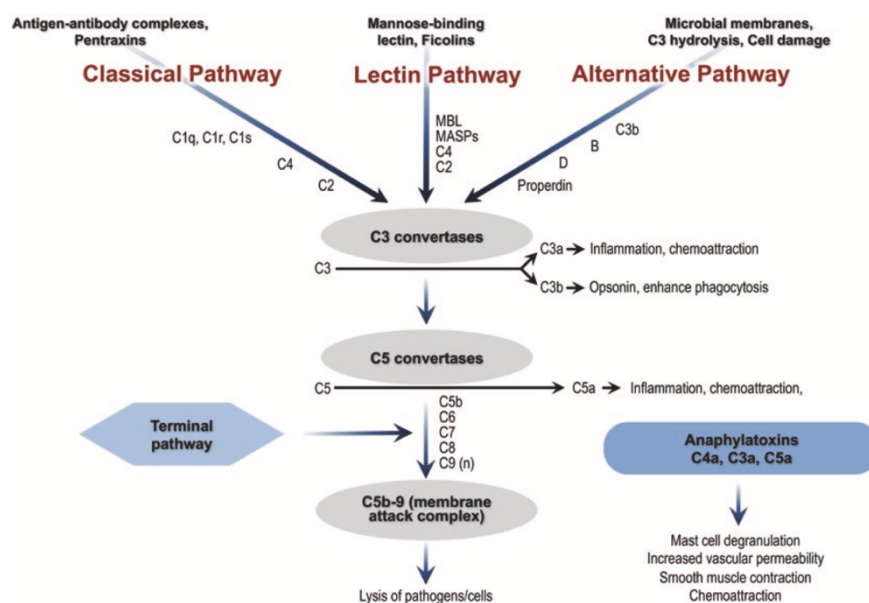 Antigen-antibody complexes,
Pentraxins
Mannose-binding
lectin, Ficolins
Microbial membranes,
C3 hydrolysis, Cell damage
Classical Pathway
Lectin Pathway
Alternative Pathway
C1q, C1r, C1s
C4
C2
MBL
MASPs
C4
C2
C3b
B
D
Properdin
C3 convertases
C3
C3a
Inflammation, chemoattraction
C3b
Opsonin, enhance phagocytosis
C5 convertases
C5
C5a
Inflammation, chemoattraction,
Terminal
pathway
C5b
C6
C7
C8
C9 (n)
Anaphylatoxins
C4a, C3a, C5a
C5b-9 (membrane
attack complex)
Mast cell degranulation
Increased vascular permeability
Smooth muscle contraction
Chemoattraction
Lysis of pathogens/cells